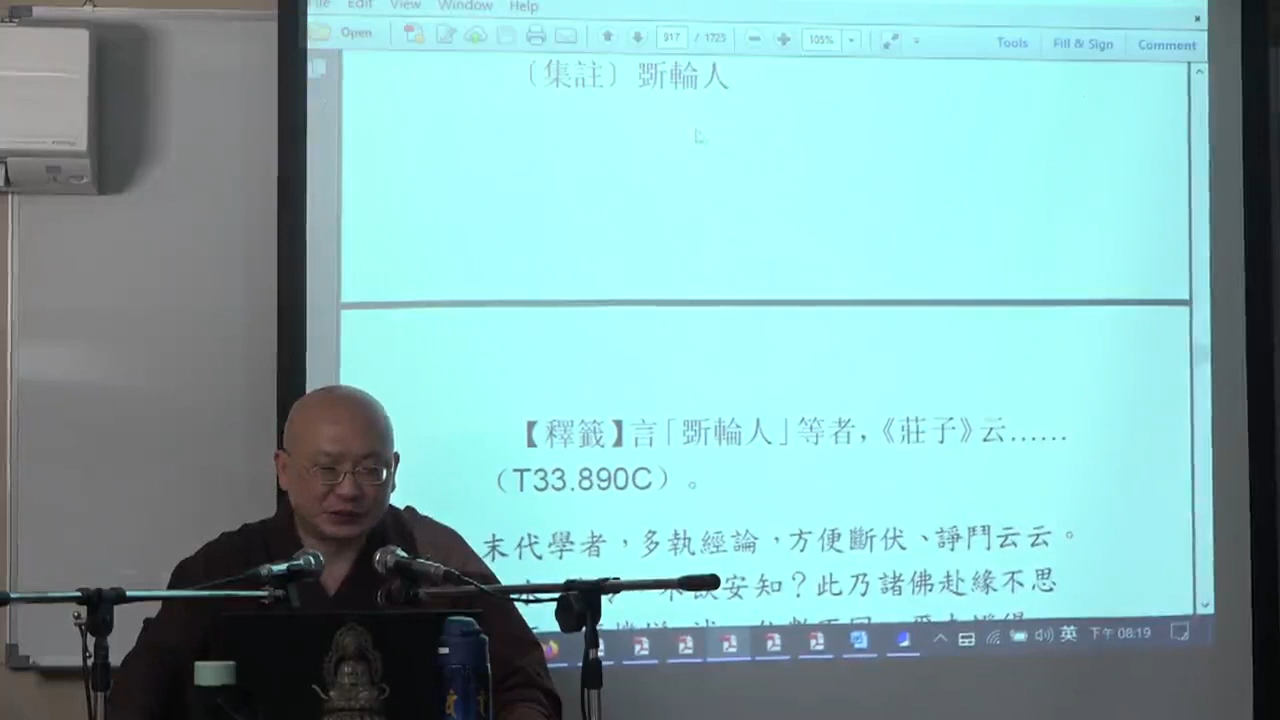 File Edit View Window Help
Open 917 / 1725 105% Tools Fill & Sign Comment
〔集註〕斲輪人
【釋籤】言「斲輪人」等者，《莊子》云……
（T33.890C）。
末代學者，多執經論，方便斷伏、諍鬥云云。
安知？此乃諸佛赴緣不思
英 下午 08:19